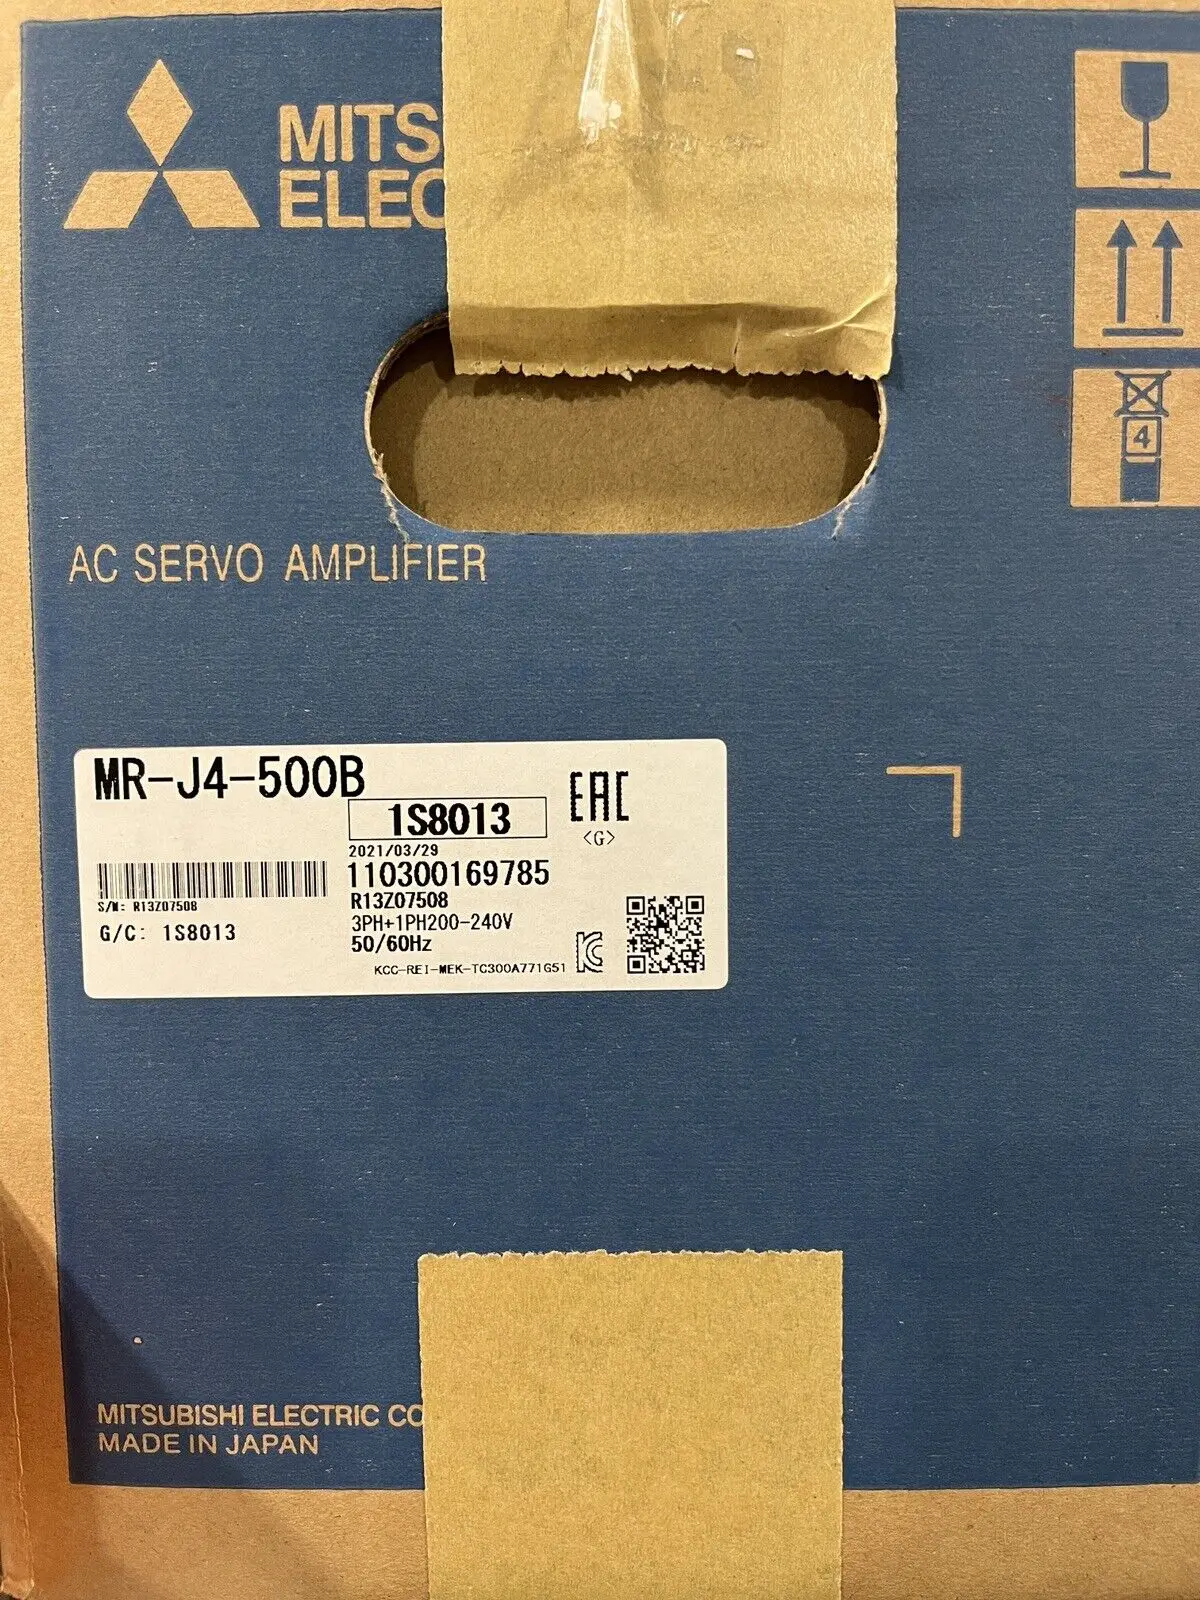 MITS
ELEC
4
AC SERVO AMPLIFIER
MR-J4-500B
1S8013
EAC
<G>
2021/03/29
110300169785
S/N: R13Z07508
R13Z07508
G/C: 1S8013
3PH+1PH200-240V
50/60Hz
KCC-REI-MEK-TC300A771G51
MITSUBISHI ELECTRIC CO
MADE IN JAPAN